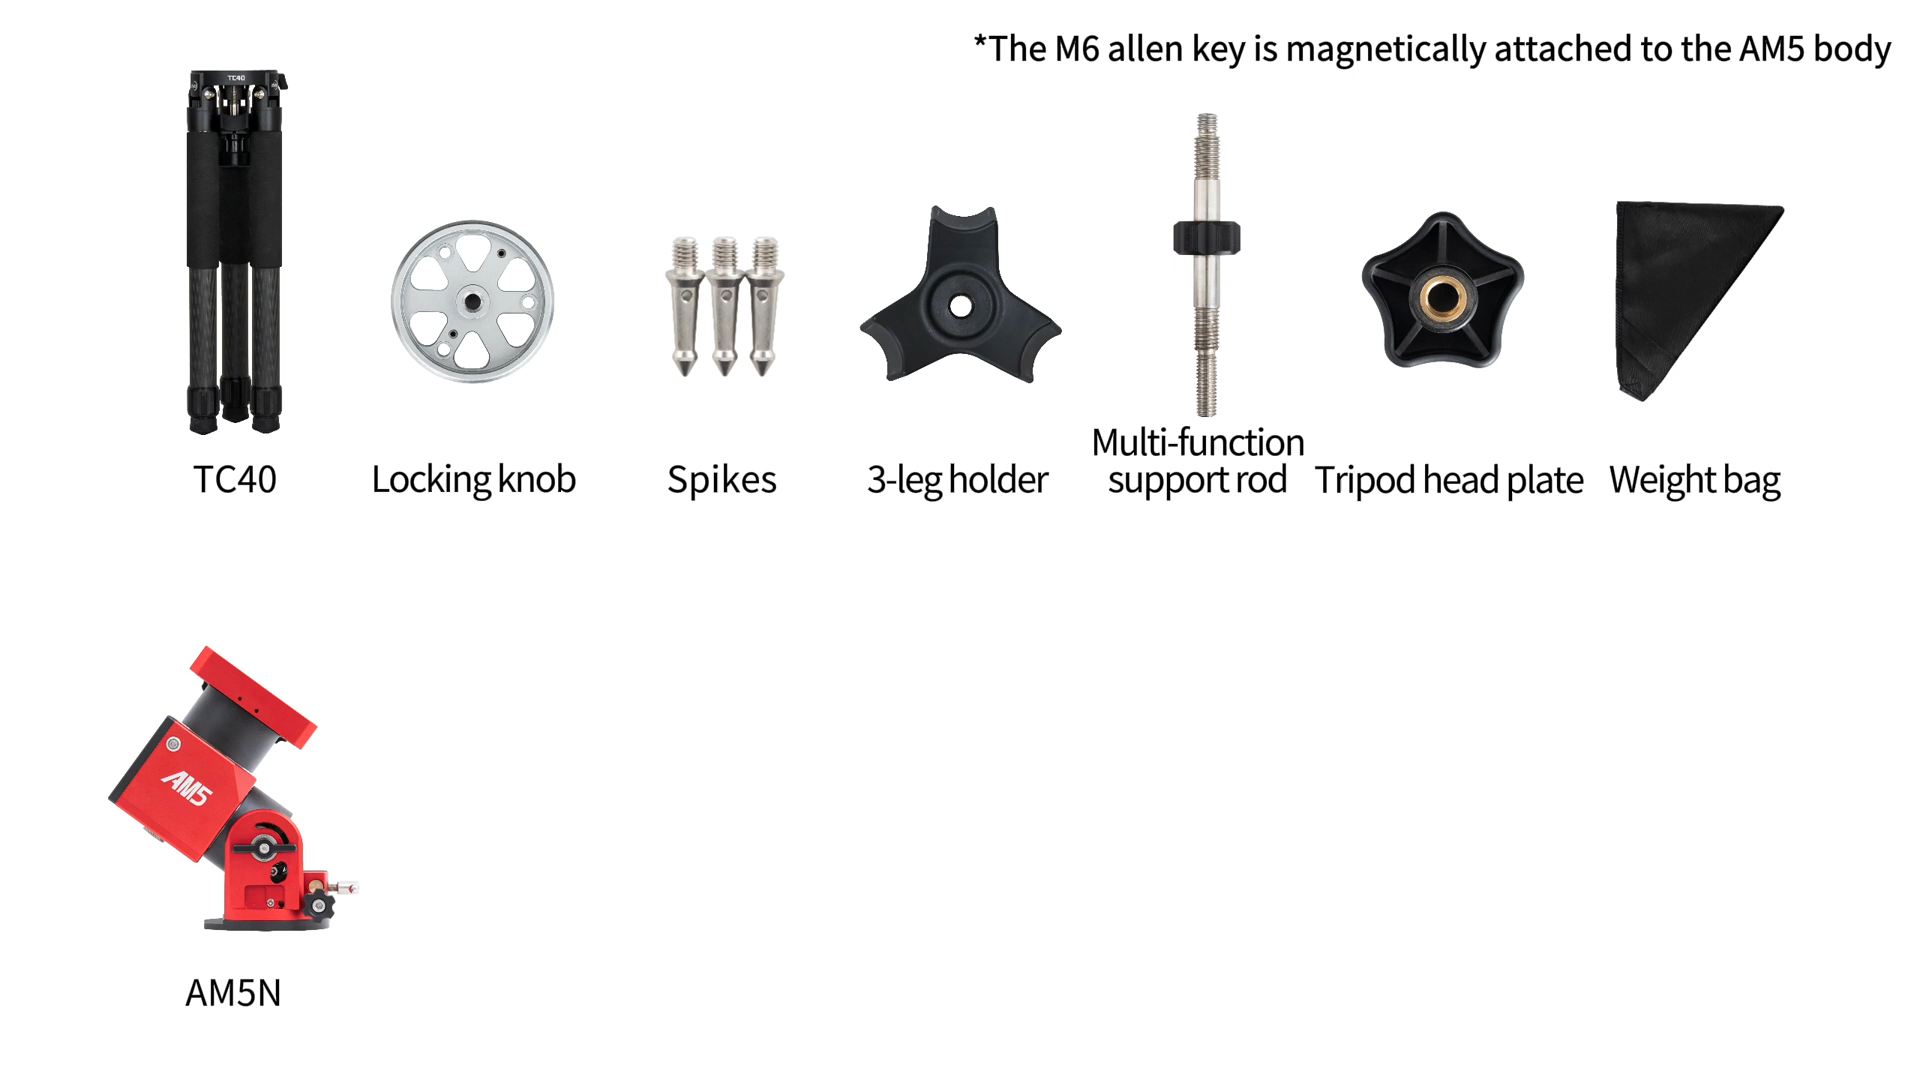 *The M6 allen key is magnetically attached to the AM5 body
TC40
TC40
Locking knob
Spikes
3-leg holder
Multi-function
support rod
Tripod head plate
Weight bag
AM5
AM5N